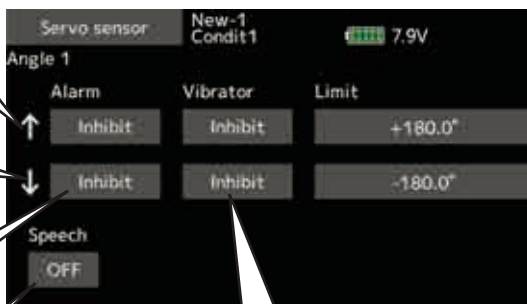 Servo sensor New-1
Condit1 7.9V
Angle 1
Alarm Vibrator Limit
↑ Inhibit Inhibit +180.0°
↓ Inhibit Inhibit -180.0°
Speech
OFF